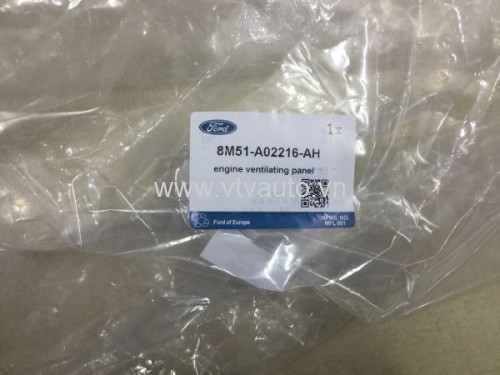 Ford
1x
8M51-A02216-AH
engine ventilating panel
www.vtvauto.vn
Ford of Europe